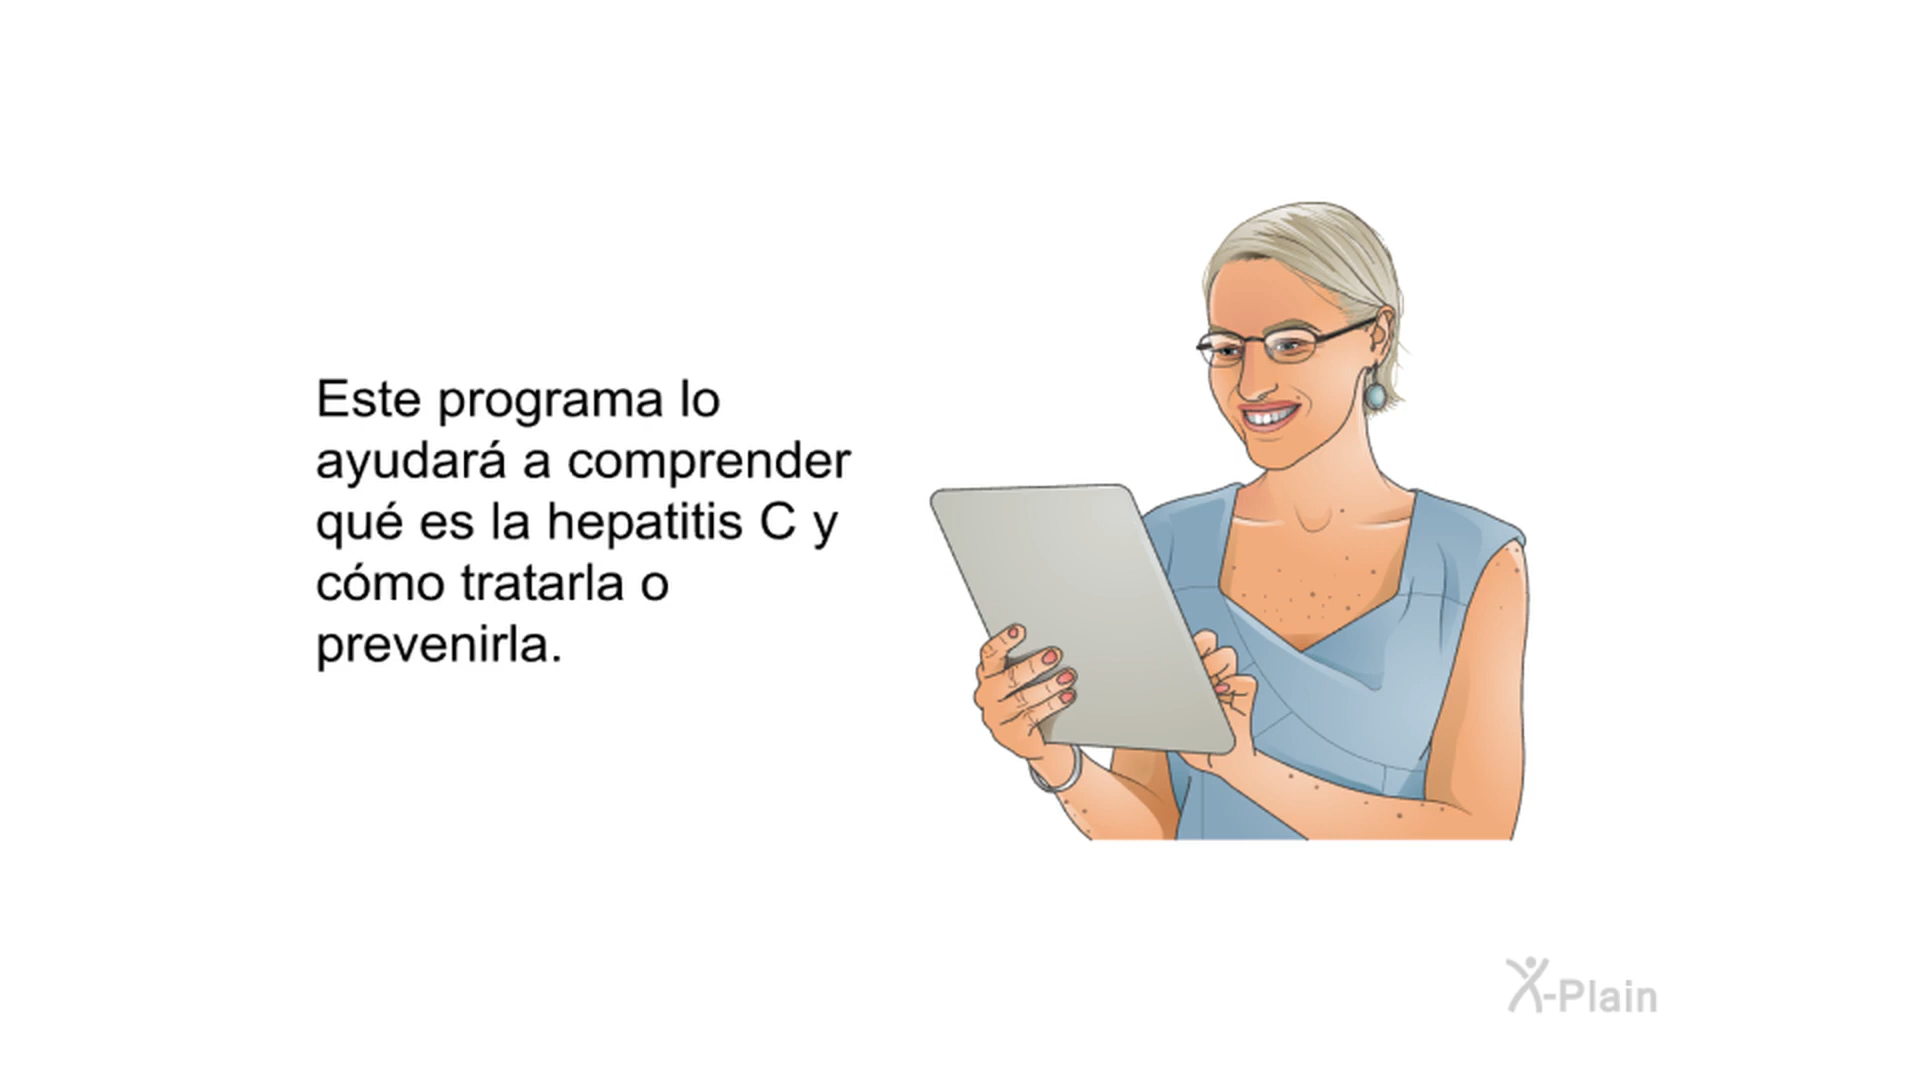 Este programa lo
ayudará a comprender
qué es la hepatitis C y
cómo tratarla o
prevenirla.
X-Plain